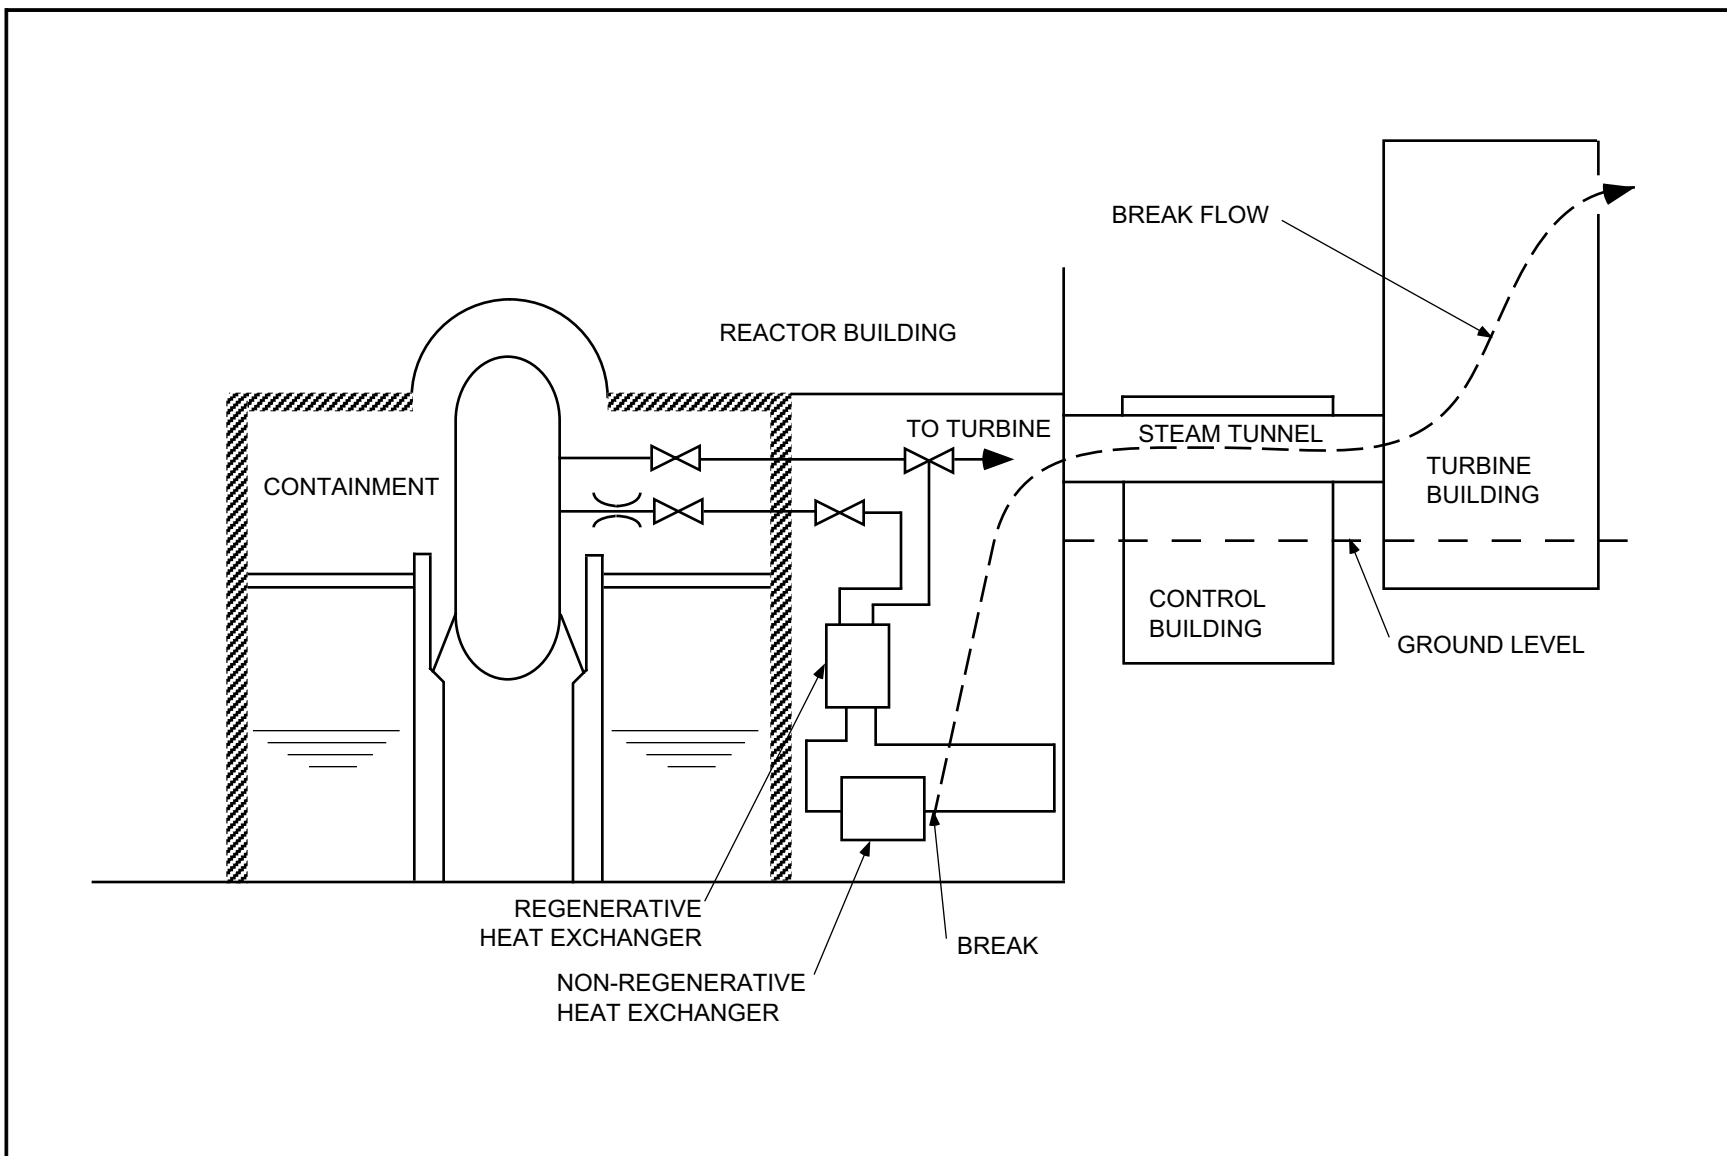 BREAK FLOW
REACTOR BUILDING
TO TURBINE
STEAM TUNNEL
TURBINE
BUILDING
CONTAINMENT
CONTROL
BUILDING
GROUND LEVEL
REGENERATIVE
HEAT EXCHANGER
BREAK
NON-REGENERATIVE
HEAT EXCHANGER